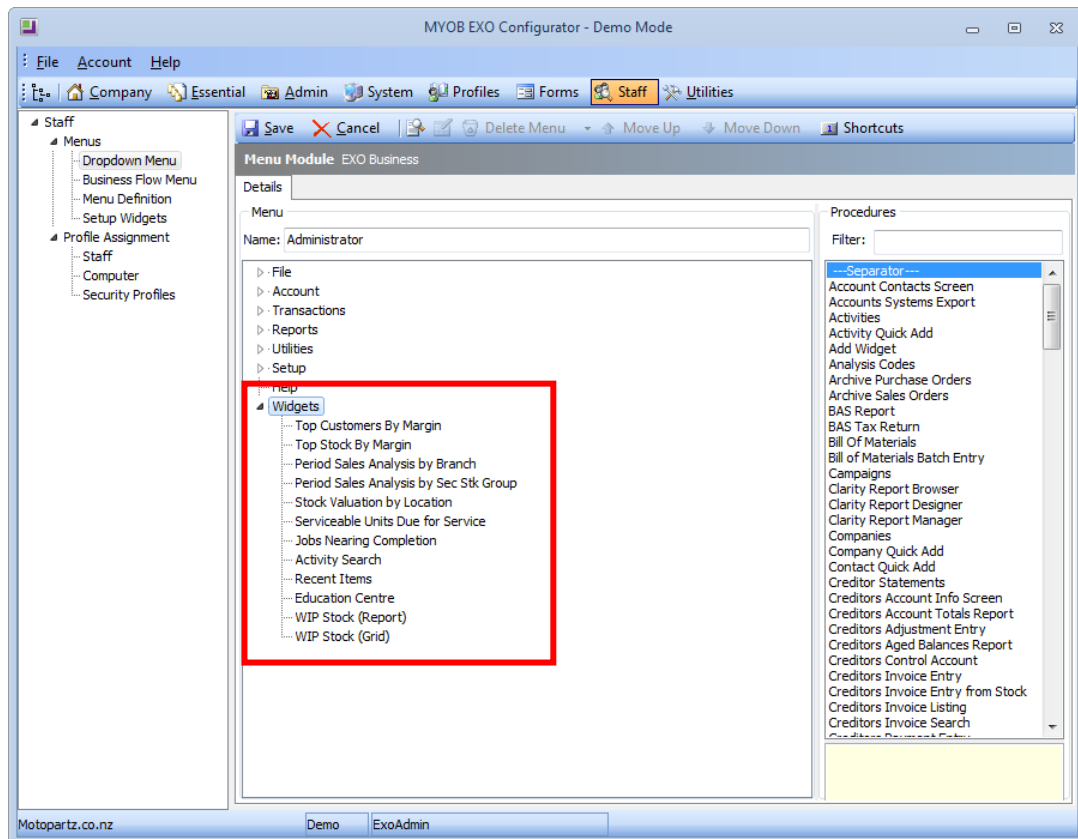 MYOB EXO Configurator - Demo Mode
File Account Help
Company Essential Admin System Profiles Forms Staff Utilities
Staff
Menus
Dropdown Menu
Business Flow Menu
Menu Definition
Setup Widgets
Profile Assignment
Staff
Computer
Security Profiles
Save Cancel Delete Menu Move Up Move Down Shortcuts
Menu Module EXO Business
Details
Menu
Name: Administrator
File
Account
Transactions
Reports
Utilities
Setup
Help
Widgets
Top Customers By Margin
Top Stock By Margin
Period Sales Analysis by Branch
Period Sales Analysis by Sec Stk Group
Stock Valuation by Location
Serviceable Units Due for Service
Jobs Nearing Completion
Activity Search
Recent Items
Education Centre
WIP Stock (Report)
WIP Stock (Grid)
Procedures
Filter:
---Separator---
Account Contacts Screen
Accounts Systems Export
Activities
Activity Quick Add
Add Widget
Analysis Codes
Archive Purchase Orders
Archive Sales Orders
BAS Report
BAS Tax Return
Bill Of Materials
Bill of Materials Batch Entry
Campaigns
Clarity Report Browser
Clarity Report Designer
Clarity Report Manager
Companies
Company Quick Add
Contact Quick Add
Creditor Statements
Creditors Account Info Screen
Creditors Account Totals Report
Creditors Adjustment Entry
Creditors Aged Balances Report
Creditors Control Account
Creditors Invoice Entry
Creditors Invoice Entry from Stock
Creditors Invoice Listing
Creditors Invoice Search
Creditors Payment Entry
Motopartz.co.nz Demo ExoAdmin